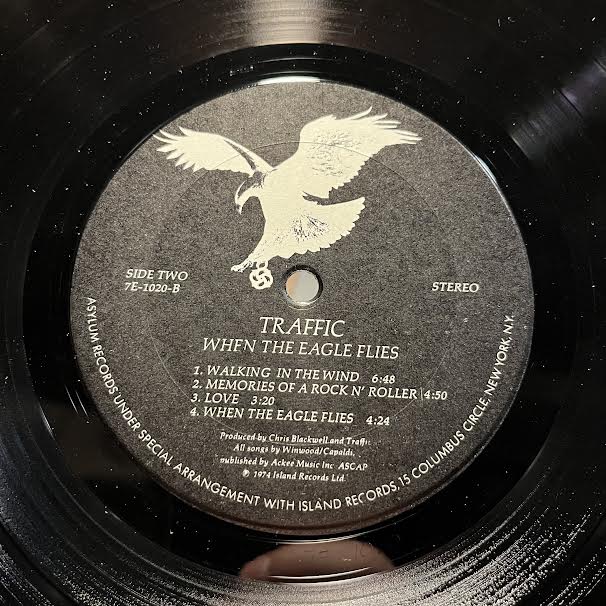 SIDE TWO
7E-1020-B
STEREO
TRAFFIC
WHEN THE EAGLE FLIES
1. WALKING IN THE WIND 6:48
2. MEMORIES OF A ROCK N' ROLLER 4:50
3. LOVE 3:20
4. WHEN THE EAGLE FLIES 4:24
Produced by Chris Blackwell and Traffic.
All songs by Winwood/Capaldi,
published by Ackee Music Inc ASCAP
℗ 1974 Island Records Ltd.
ASYLUM RECORDS UNDER SPECIAL ARRANGEMENT WITH ISLAND RECORDS, 15 COLUMBUS CIRCLE, NEW YORK, N.Y.